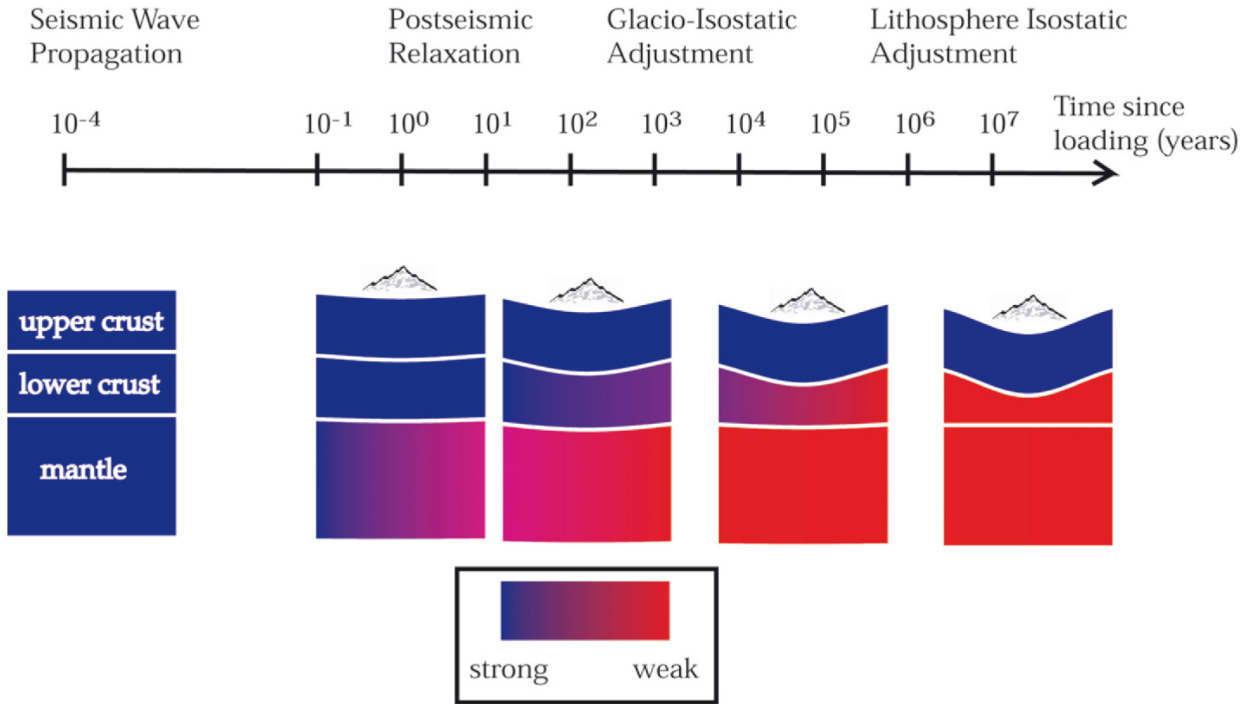 Seismic Wave
Propagation
Postseismic
Relaxation
Glacio-Isostatic
Adjustment
Lithosphere Isostatic
Adjustment
10⁻⁴ 10⁻¹ 10⁰ 10¹ 10² 10³ 10⁴ 10⁵ 10⁶ 10⁷
Time since
loading (years)
upper crust
lower crust
mantle
strong weak